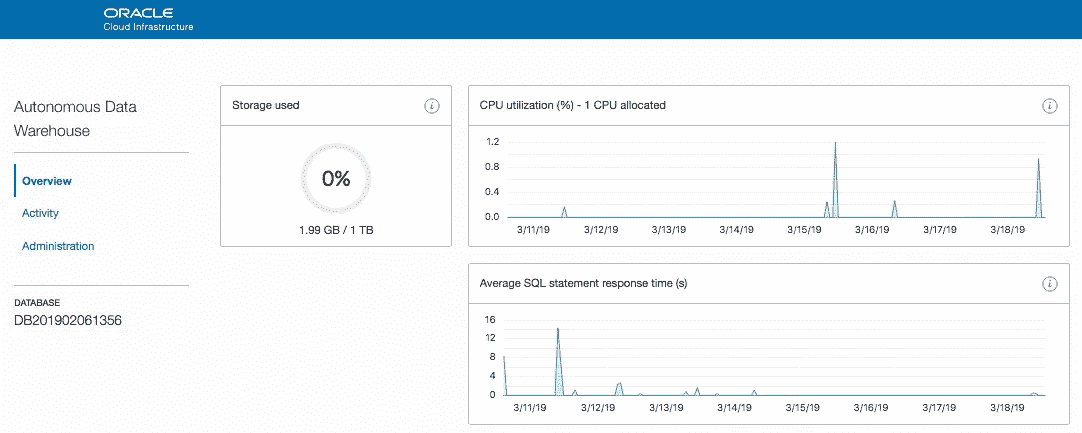 ORACLE
Cloud Infrastructure
Autonomous Data
Warehouse
Overview
Activity
Administration
DATABASE
DB201902061356
Storage used
i
0%
1.99 GB / 1 TB
CPU utilization (%) - 1 CPU allocated
i
1.2
0.8
0.4
0.0
3/11/19 3/12/19 3/13/19 3/14/19 3/15/19 3/16/19 3/17/19 3/18/19
Average SQL statement response time (s)
i
16
12
8
4
0
3/11/19 3/12/19 3/13/19 3/14/19 3/15/19 3/16/19 3/17/19 3/18/19